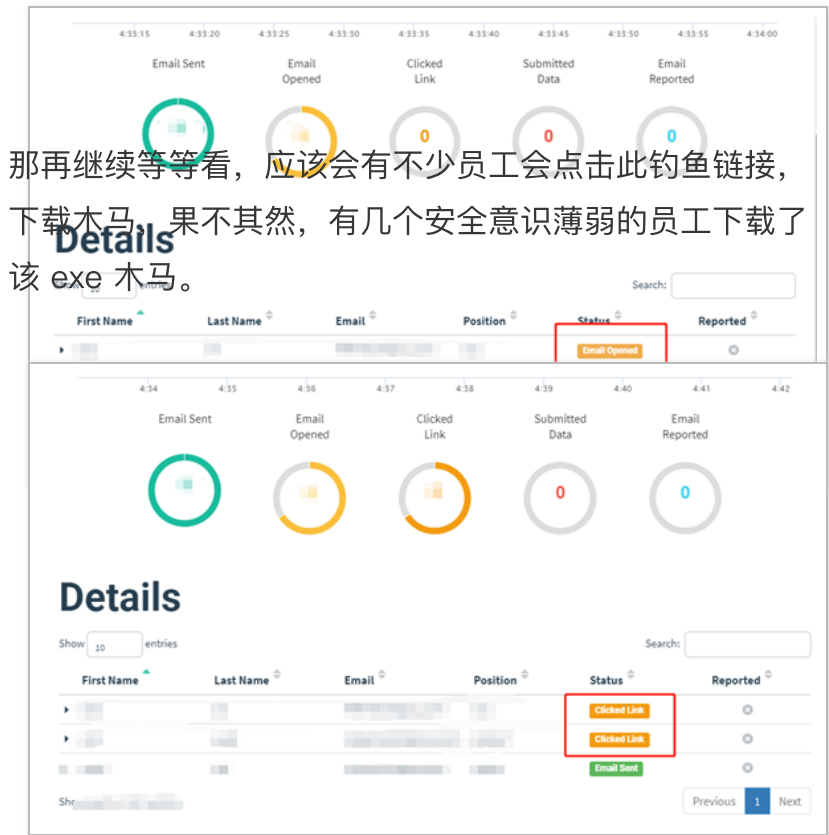 4:33:15 4:33:20 4:33:25 4:33:30 4:33:35 4:33:40 4:33:45 4:33:50 4:33:55 4:34:00
Email Sent Email Clicked Submitted Email
Opened Link Data Reported
0 0 0
那再继续等等看，应该会有不少员工会点击此钓鱼链接，
下载木马，果不其然，有几个安全意识薄弱的员工下载了
Details
该 exe 木马。
Show 10 entries Search:
First Name Last Name Email Position Status Reported
Email Opened
4:34 4:35 4:36 4:37 4:38 4:39 4:40 4:41 4:42
Email Sent Email Clicked Submitted Email
Opened Link Data Reported
0 0
Details
Show 10 entries Search:
First Name Last Name Email Position Status Reported
Clicked Link
Clicked Link
Email Sent
Previous 1 Next